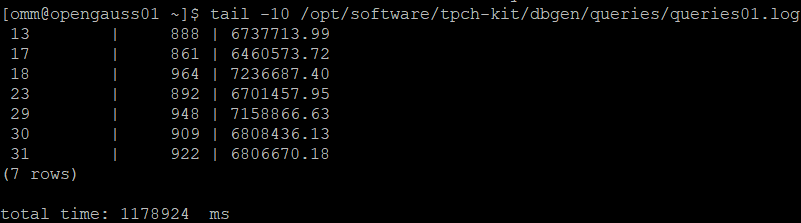 [omm@opengauss01 ~]$ tail -10 /opt/software/tpch-kit/dbgen/queries/queries01.log
13 | 888 | 6737713.99
17 | 861 | 6460573.72
18 | 964 | 7236687.40
23 | 892 | 6701457.95
29 | 948 | 7158866.63
30 | 909 | 6808436.13
31 | 922 | 6806670.18
(7 rows)
total time: 1178924 ms